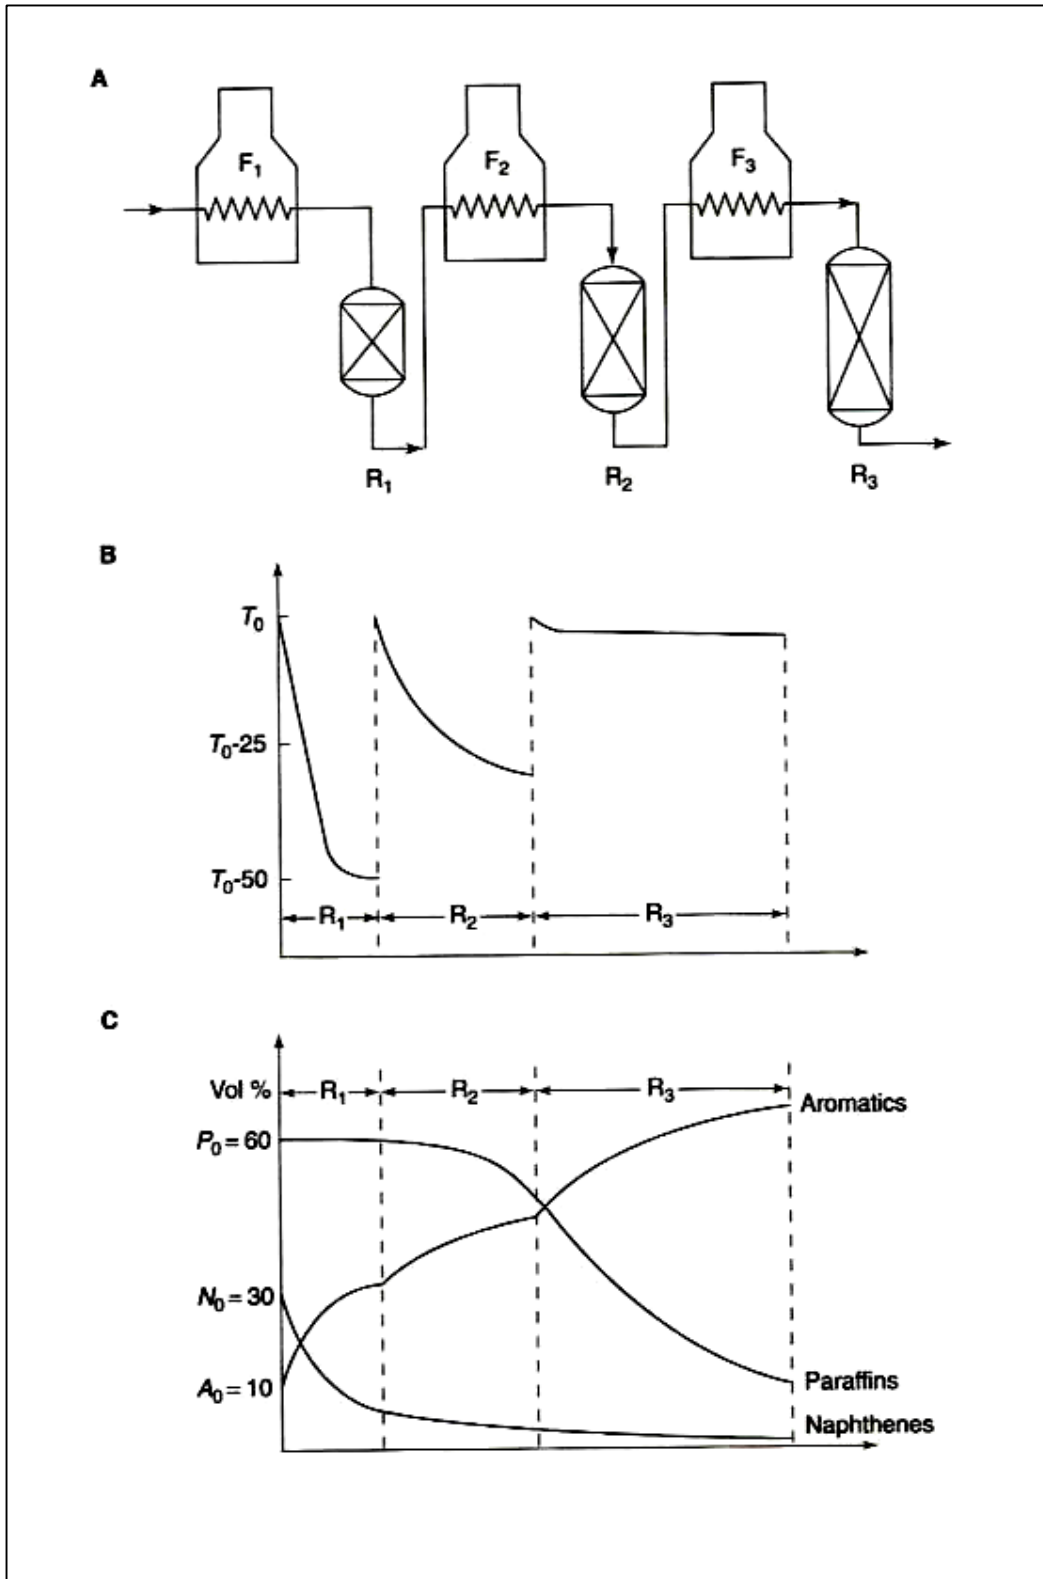 A
F₁
F₂
F₃
R₁
R₂
R₃
B
T₀
T₀-25
T₀-50
R₁ R₂ R₃
C
Vol % R₁ R₂ R₃
Aromatics
P₀ = 60
N₀ = 30
A₀ = 10
Paraffins
Naphthenes